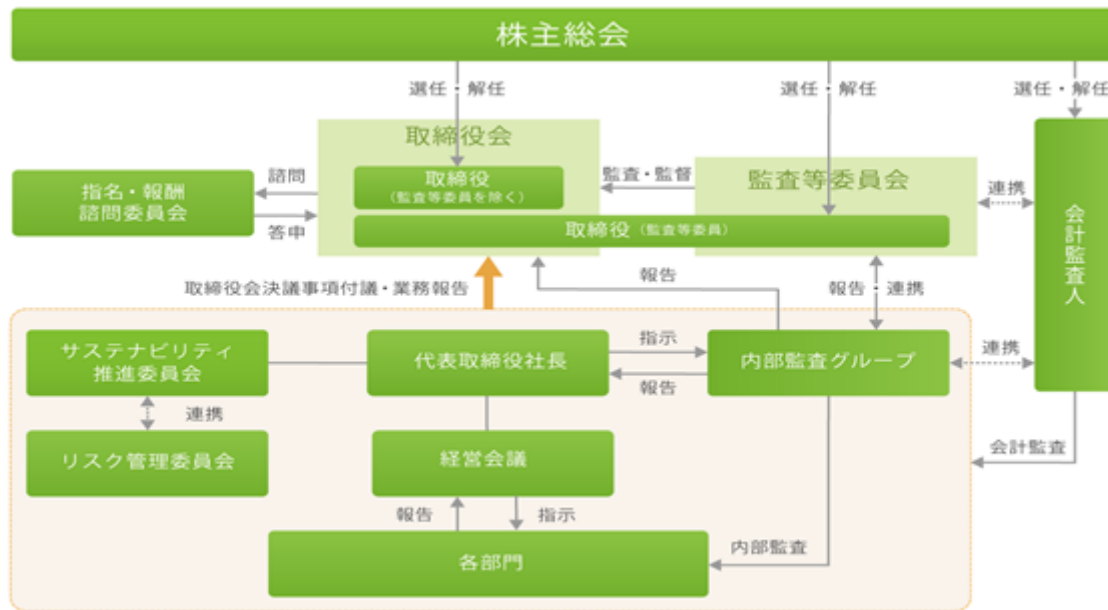 株主総会
選任・解任
選任・解任
選任・解任
取締役会
監査等委員会
指名・報酬
諮問委員会
諮問
答申
取締役
(監査等委員を除く)
監査・監督
取締役(監査等委員)
連携
会計監査人
取締役会決議事項付議・業務報告
報告
報告・連携
サステナビリティ
推進委員会
代表取締役社長
指示
報告
内部監査グループ
連携
連携
リスク管理委員会
経営会議
会計監査
報告
指示
各部門
内部監査